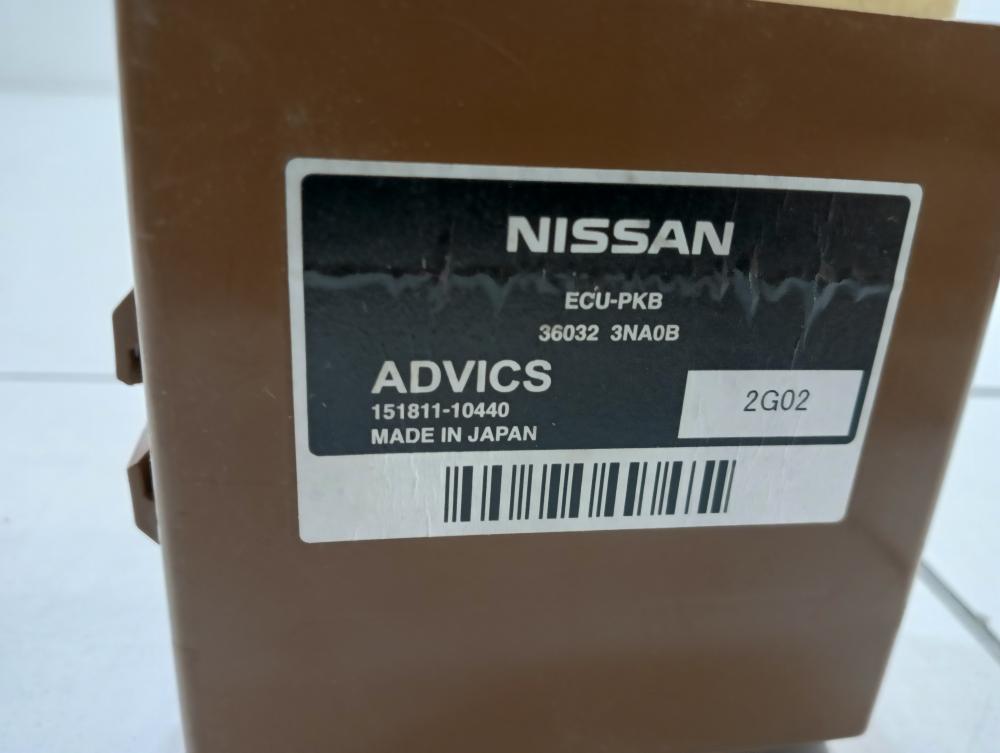 NISSAN
ECU-PKB
36032 3NA0B
ADVICS
151811-10440
MADE IN JAPAN
2G02